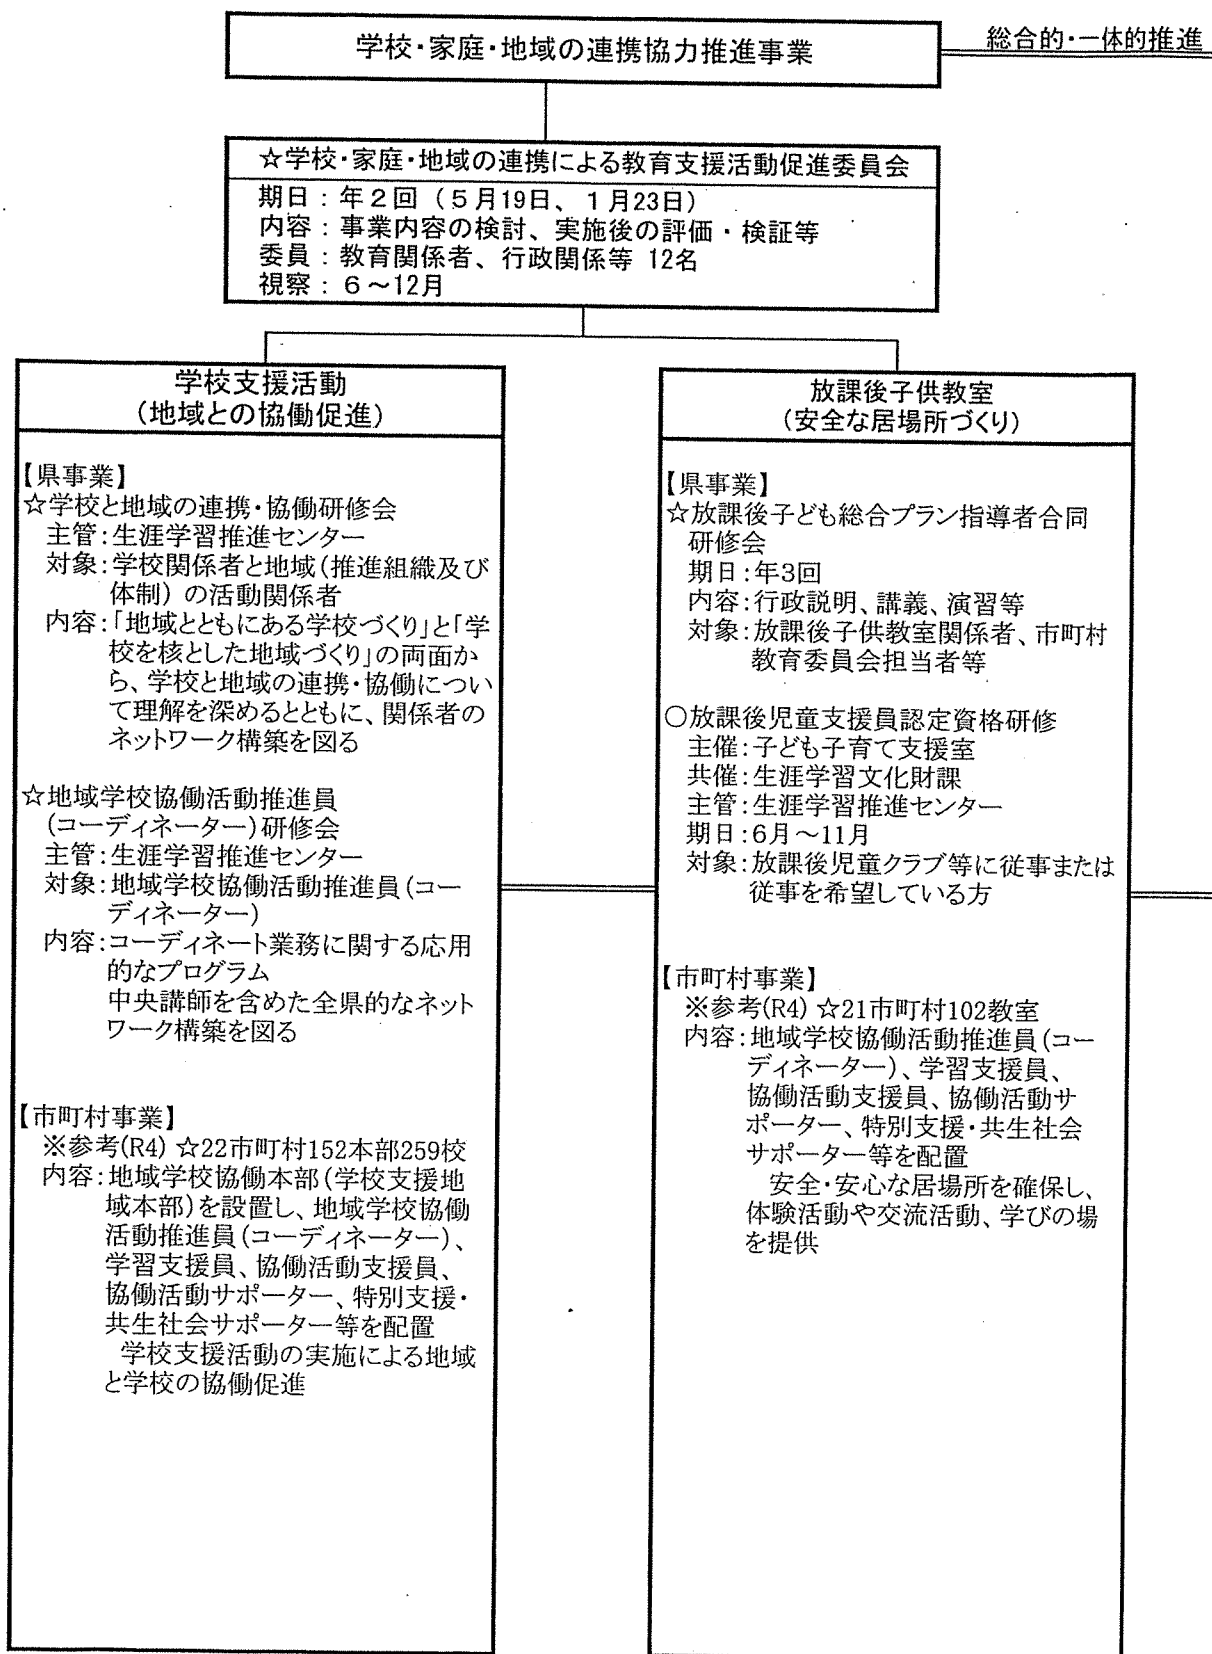 学校・家庭・地域の連携協力推進事業
総合的・一体的推進
☆学校・家庭・地域の連携による教育支援活動促進委員会
期日：年２回（５月19日、１月23日）
内容：事業内容の検討、実施後の評価・検証等
委員：教育関係者、行政関係等 12名
視察：６～12月
学校支援活動
（地域との協働促進）
【県事業】
☆学校と地域の連携・協働研修会
主管：生涯学習推進センター
対象：学校関係者と地域（推進組織及び
体制）の活動関係者
内容：「地域とともにある学校づくり」と「学
校を核とした地域づくり」の両面か
ら、学校と地域の連携・協働につい
て理解を深めるとともに、関係者の
ネットワーク構築を図る
☆地域学校協働活動推進員
（コーディネーター）研修会
主管：生涯学習推進センター
対象：地域学校協働活動推進員（コー
ディネーター）
内容：コーディネート業務に関する応用
的なプログラム
中央講師を含めた全県的なネット
ワーク構築を図る
【市町村事業】
※参考(R4) ☆22市町村152本部259校
内容：地域学校協働本部（学校支援地
域本部）を設置し、地域学校協働
活動推進員（コーディネーター）、
学習支援員、協働活動支援員、
協働活動サポーター、特別支援・
共生社会サポーター等を配置
学校支援活動の実施による地域
と学校の協働促進
放課後子供教室
（安全な居場所づくり）
【県事業】
☆放課後子ども総合プラン指導者合同
研修会
期日：年3回
内容：行政説明、講義、演習等
対象：放課後子供教室関係者、市町村
教育委員会担当者等
○放課後児童支援員認定資格研修
主催：子ども子育て支援室
共催：生涯学習文化財課
主管：生涯学習推進センター
期日：6月～11月
対象：放課後児童クラブ等に従事または
従事を希望している方
【市町村事業】
※参考(R4) ☆21市町村102教室
内容：地域学校協働活動推進員（コー
ディネーター）、学習支援員、
協働活動支援員、協働活動サ
ポーター、特別支援・共生社会
サポーター等を配置
安全・安心な居場所を確保し、
体験活動や交流活動、学びの場
を提供